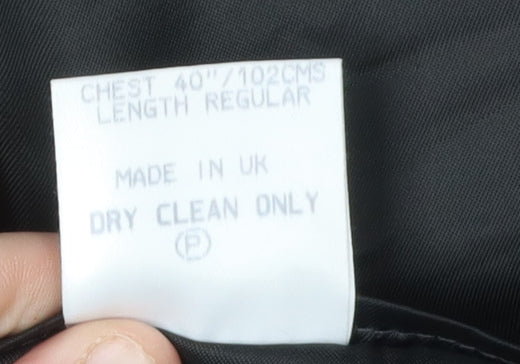 CHEST 40"/102CMS
LENGTH REGULAR
MADE IN UK
DRY CLEAN ONLY
P